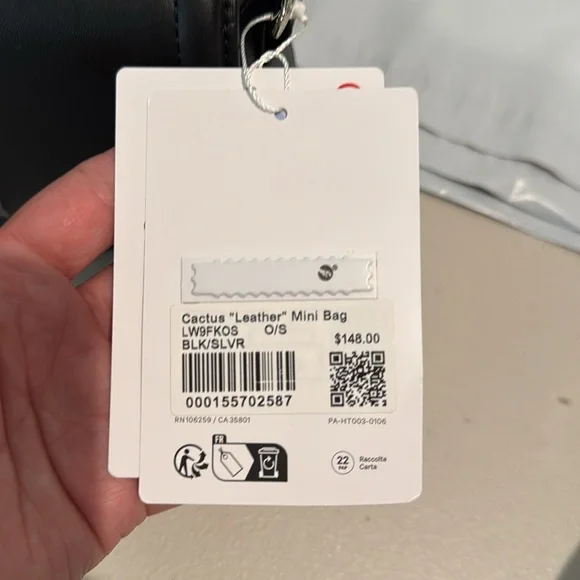 Cactus "Leather" Mini Bag
LW9FKOS O/S
BLK/SLVR $148.00
000155702587
RN106259 / CA 35801 PA-HT003-0106
FR
22
PAP
Raccolta
Carta